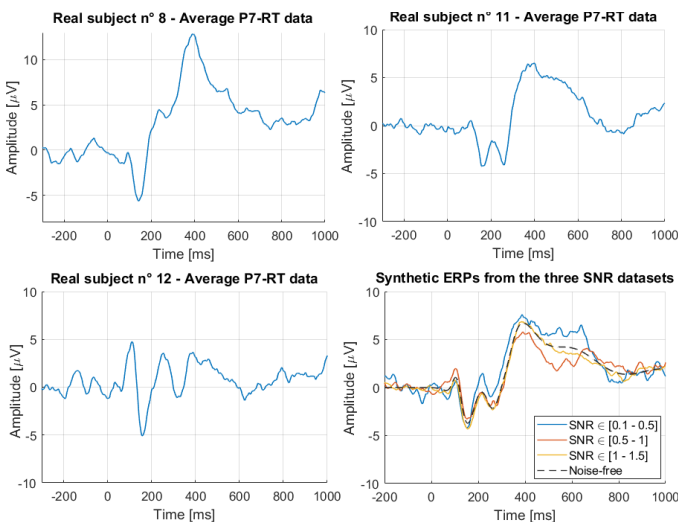 Real subject n° 8 - Average P7-RT data
Amplitude [μV]
10
5
0
-5
-200 0 200 400 600 800 1000
Time [ms]
Real subject n° 11 - Average P7-RT data
Amplitude [μV]
10
5
0
-5
-10
-200 0 200 400 600 800 1000
Time [ms]
Real subject n° 12 - Average P7-RT data
Amplitude [μV]
10
5
0
-5
-10
-200 0 200 400 600 800 1000
Time [ms]
Synthetic ERPs from the three SNR datasets
Amplitude [μV]
10
5
0
-5
-10
-200 0 200 400 600 800 1000
Time [ms]
SNR ∈ [0.1 - 0.5]
SNR ∈ [0.5 - 1]
SNR ∈ [1 - 1.5]
Noise-free